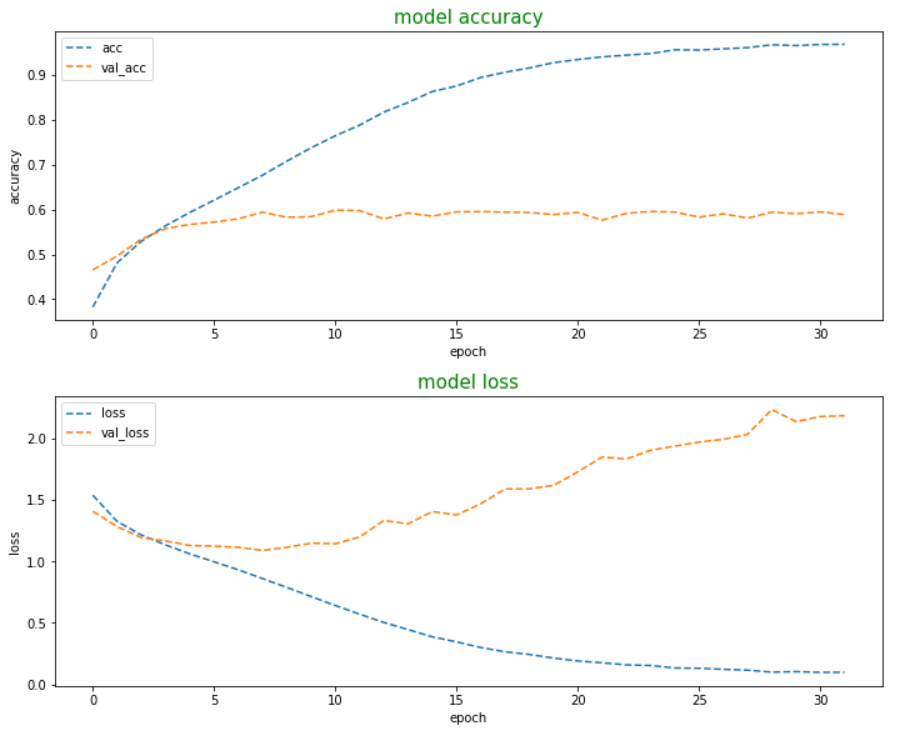 model accuracy
acc
val_acc
0.9
0.8
0.7
0.6
0.5
0.4
accuracy
0 5 10 15 20 25 30
epoch
model loss
loss
val_loss
2.0
1.5
1.0
0.5
0.0
loss
0 5 10 15 20 25 30
epoch